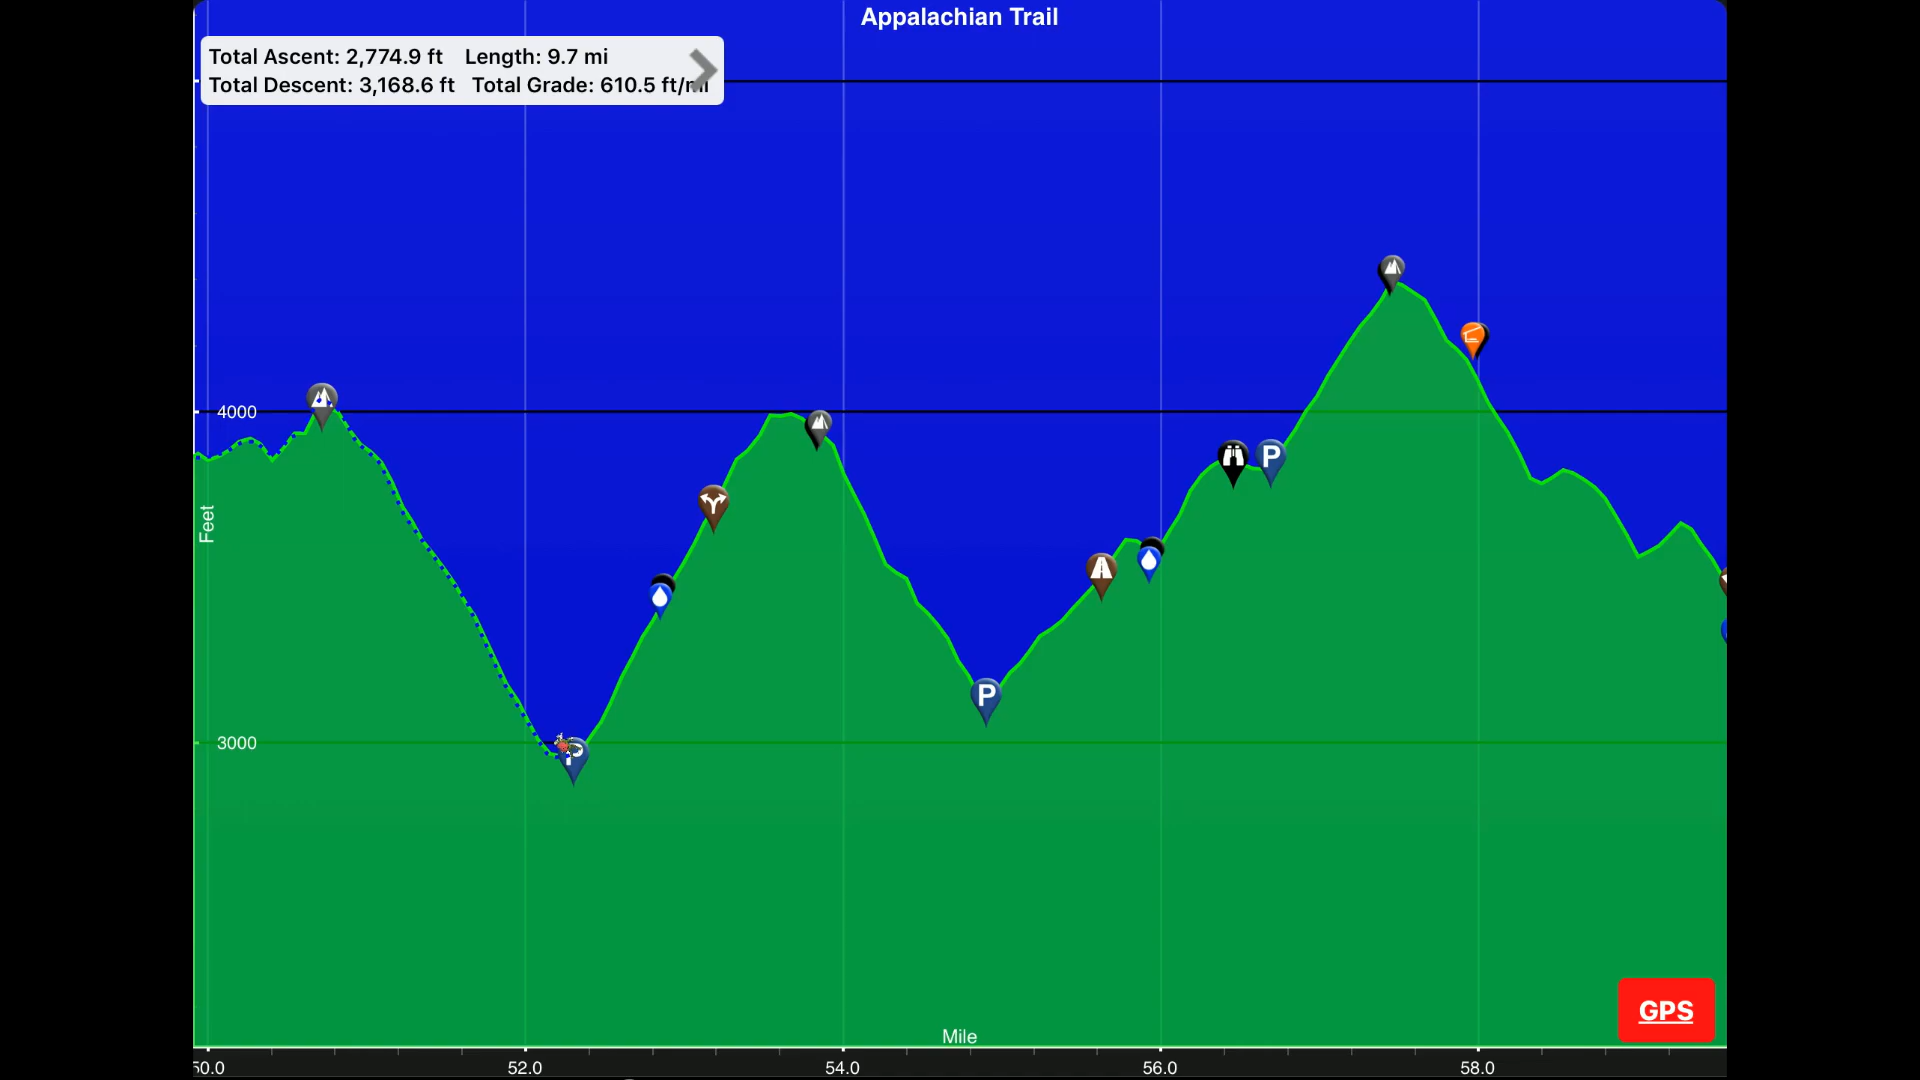 Appalachian Trail
Total Ascent: 2,774.9 ft Length: 9.7 mi
Total Descent: 3,168.6 ft Total Grade: 610.5 ft/mi
4000
P
Feet
P
3000
P
GPS
Mile
50.0 52.0 54.0 56.0 58.0